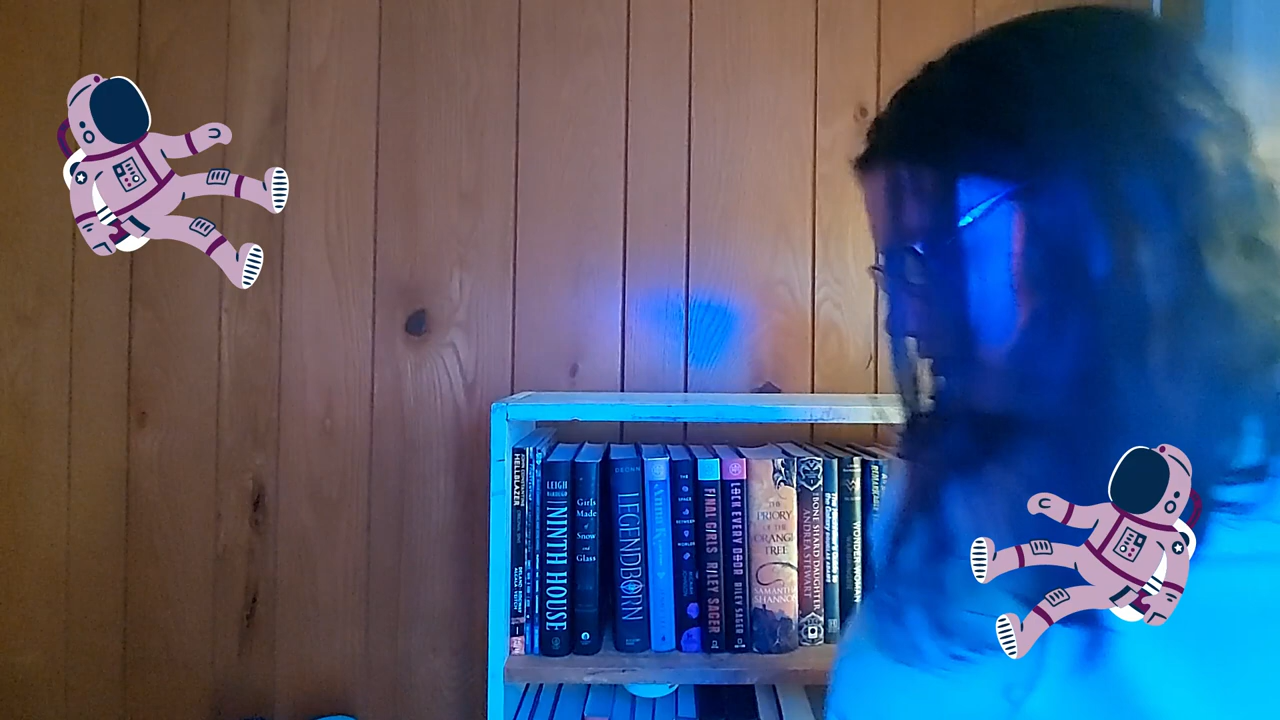 HELLBLAZER
LEIGH
BARDUGO
NINTH HOUSE
Girls
Made
of
Snow
and
Glass
DEONN
LEGENDBORN
THE
SPACE
BETWEEN
WORLDS
FINAL GIRLS RILEY SAGER
LOCK EVERY DOOR RILEY SAGER
THE
PRIORY
OF THE
ORANGE
TREE
SAMANTHA
SHANNON
THE BONE SHARD DAUGHTER
ANDREA STEWART
WONDER WOMAN